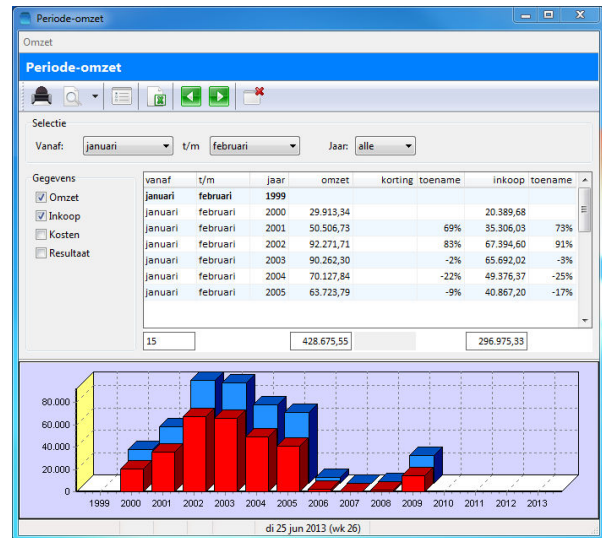 Periode-omzet
Omzet
Periode-omzet
Selectie
Vanaf: januari t/m februari Jaar: alle
Gegevens
Omzet
Inkoop
Kosten
Resultaat
vanaf t/m jaar omzet korting toename inkoop toename
januari februari 1999
januari februari 2000 29.913,34 20.389,68
januari februari 2001 50.506,73 69% 35.306,03 73%
januari februari 2002 92.271,71 83% 67.394,60 91%
januari februari 2003 90.262,30 -2% 65.692,02 -3%
januari februari 2004 70.127,84 -22% 49.376,37 -25%
januari februari 2005 63.723,79 -9% 40.867,20 -17%
15 428.675,55 296.975,33
80.000
60.000
40.000
20.000
0
1999 2000 2001 2002 2003 2004 2005 2006 2007 2008 2009 2010 2011 2012 2013
di 25 jun 2013 (wk 26)